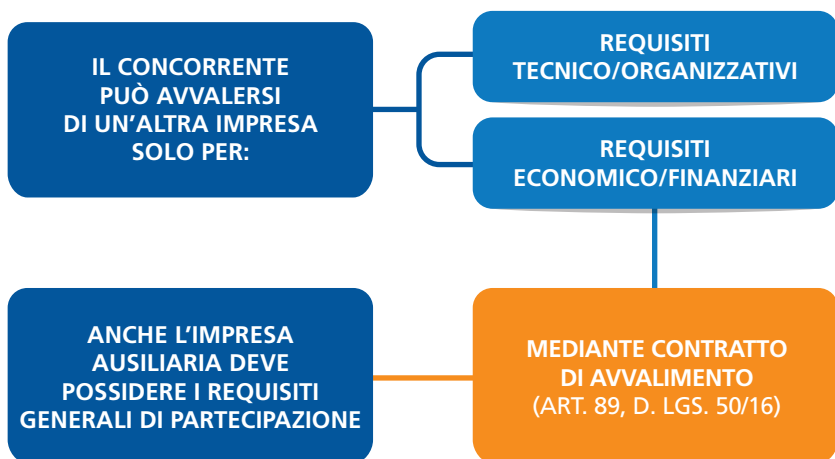 IL CONCORRENTE
PUÒ AVVALERSI
DI UN’ALTRA IMPRESA
SOLO PER:
REQUISITI
TECNICO/ORGANIZZATIVI
REQUISITI
ECONOMICO/FINANZIARI
ANCHE L’IMPRESA
AUSILIARIA DEVE
POSSIDERE I REQUISITI
GENERALI DI PARTECIPAZIONE
MEDIANTE CONTRATTO
DI AVVALIMENTO
(ART. 89, D. LGS. 50/16)